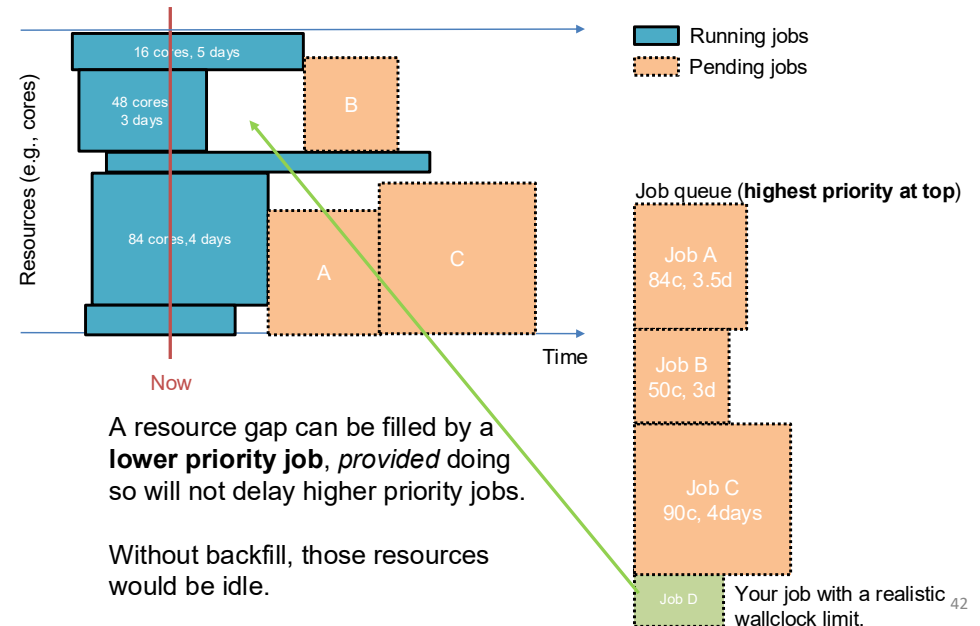 Resources (e.g., cores)
16 cores, 5 days
48 cores
3 days
84 cores,4 days
B
A
C
Time
Now
Running jobs
Pending jobs
Job queue (highest priority at top)
Job A
84c, 3.5d
Job B
50c, 3d
Job C
90c, 4days
Job D
Your job with a realistic
wallclock limit.
A resource gap can be filled by a
lower priority job, provided doing
so will not delay higher priority jobs.
Without backfill, those resources
would be idle.
42